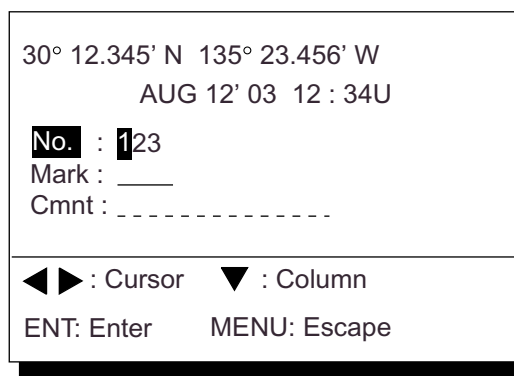 30° 12.345’ N 135° 23.456’ W
AUG 12’ 03 12 : 34U
No. : 123
Mark : ____
Cmnt : _ _ _ _ _ _ _ _ _ _ _ _ _ _
◀ ▶ : Cursor ▼ : Column
ENT: Enter MENU: Escape